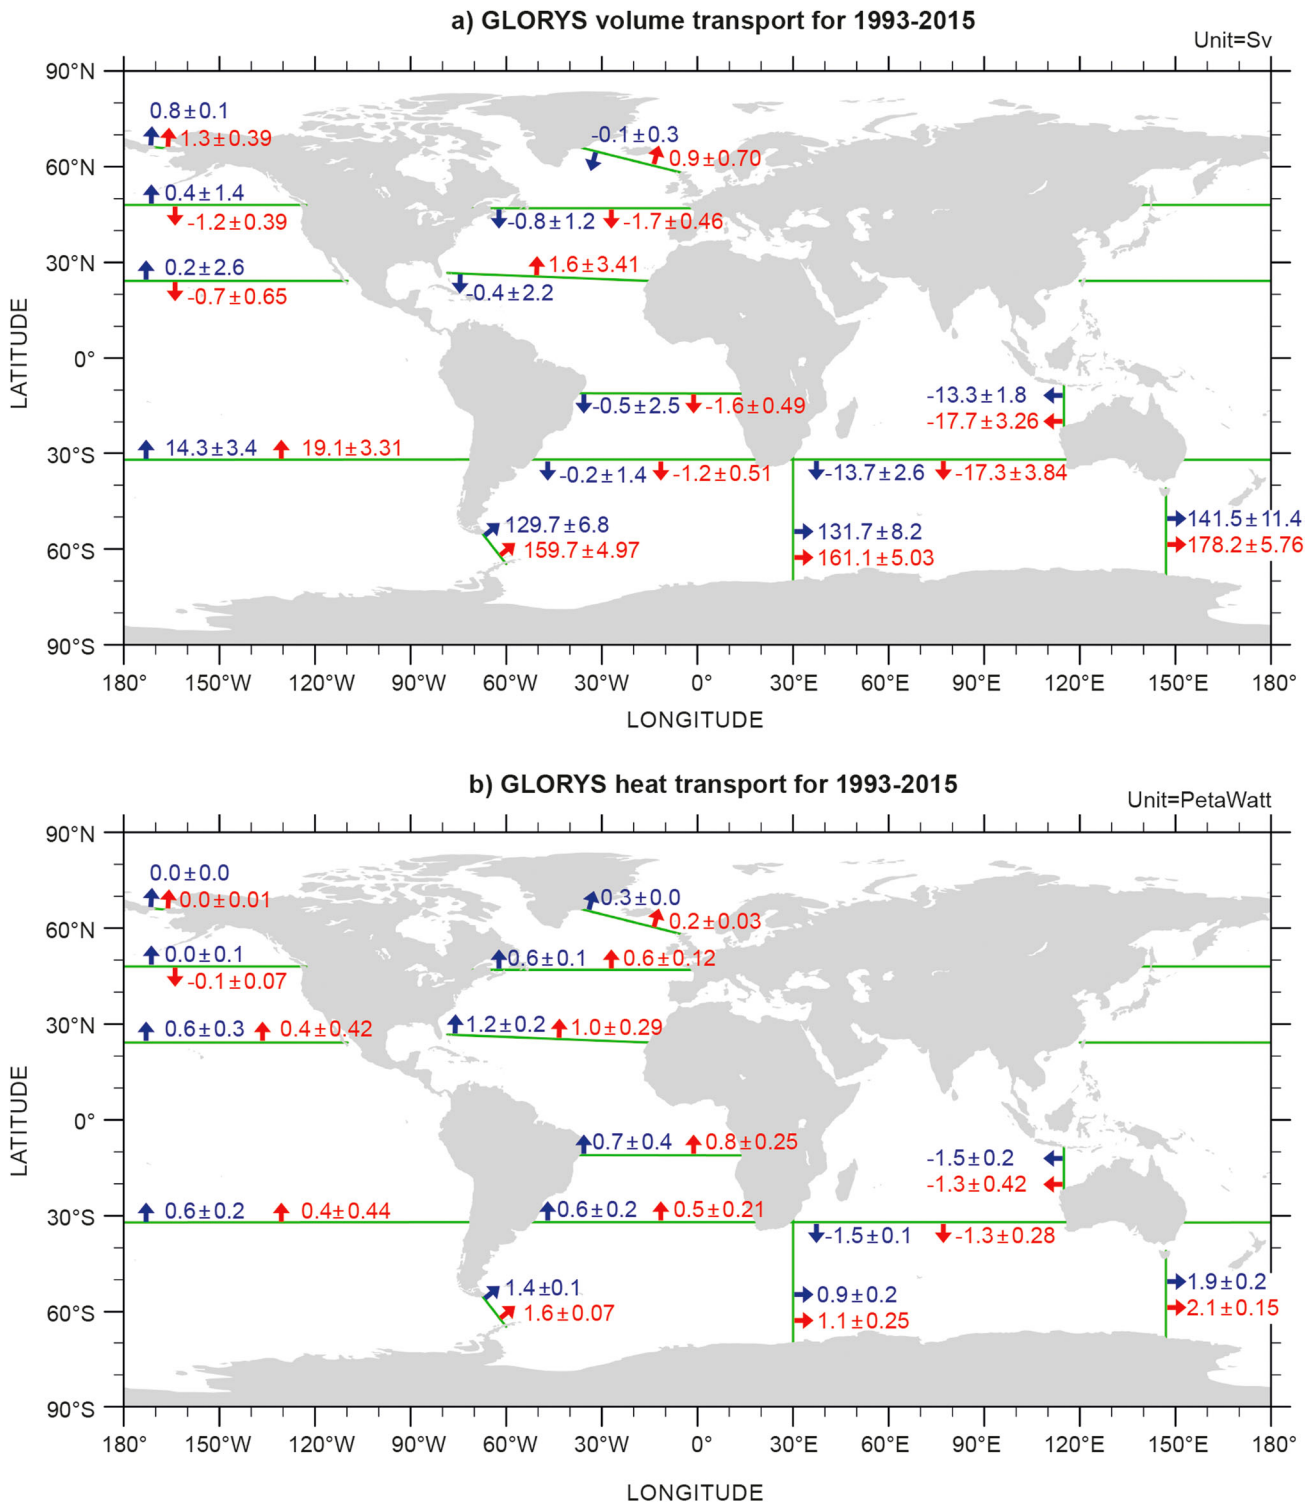 a) GLORYS volume transport for 1993-2015
Unit=Sv
90°N
0.8±0.1
1.3±0.39
-0.1±0.3
0.9±0.70
60°N
0.4±1.4
-1.2±0.39
-0.8±1.2
-1.7±0.46
30°N
0.2±2.6
-0.7±0.65
1.6±3.41
-0.4±2.2
LATITUDE
0°
-0.5±2.5
-1.6±0.49
-13.3±1.8
-17.7±3.26
30°S
14.3±3.4
19.1±3.31
-0.2±1.4
-1.2±0.51
-13.7±2.6
-17.3±3.84
129.7±6.8
159.7±4.97
131.7±8.2
161.1±5.03
141.5±11.4
178.2±5.76
60°S
90°S
180° 150°W 120°W 90°W 60°W 30°W 0° 30°E 60°E 90°E 120°E 150°E 180°
LONGITUDE
b) GLORYS heat transport for 1993-2015
Unit=PetaWatt
90°N
0.0±0.0
0.0±0.01
0.3±0.0
0.2±0.03
60°N
0.0±0.1
-0.1±0.07
0.6±0.1
0.6±0.12
30°N
0.6±0.3
0.4±0.42
1.2±0.2
1.0±0.29
LATITUDE
0°
0.7±0.4
0.8±0.25
-1.5±0.2
-1.3±0.42
30°S
0.6±0.2
0.4±0.44
0.6±0.2
0.5±0.21
-1.5±0.1
-1.3±0.28
1.4±0.1
1.6±0.07
0.9±0.2
1.1±0.25
1.9±0.2
2.1±0.15
60°S
90°S
180° 150°W 120°W 90°W 60°W 30°W 0° 30°E 60°E 90°E 120°E 150°E 180°
LONGITUDE